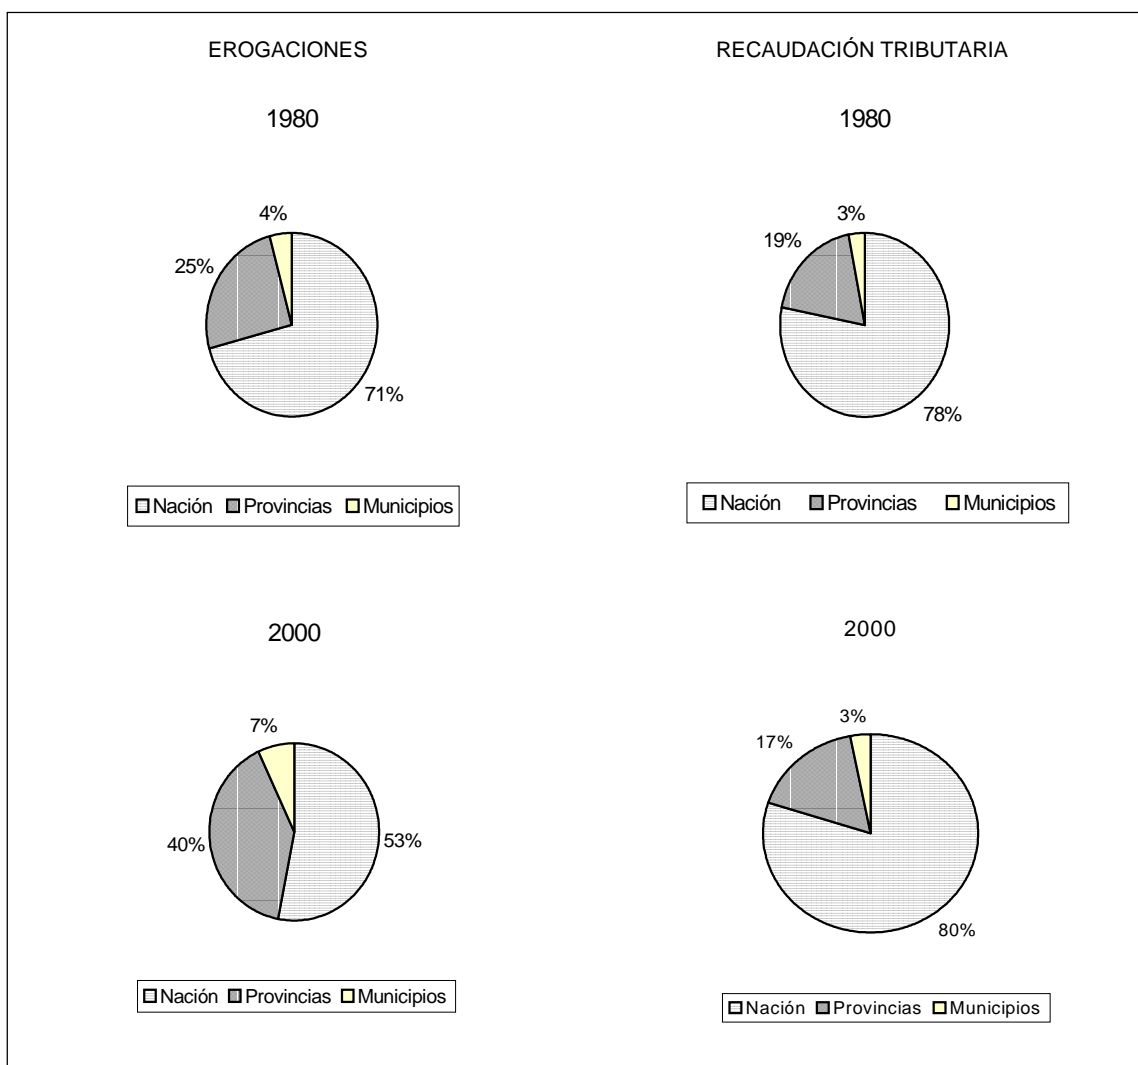 EROGACIONES
1980
4%
25%
71%
Nación Provincias Municipios
RECAUDACIÓN TRIBUTARIA
1980
3%
19%
78%
Nación Provincias Municipios
2000
7%
40%
53%
Nación Provincias Municipios
2000
3%
17%
80%
Nación Provincias Municipios